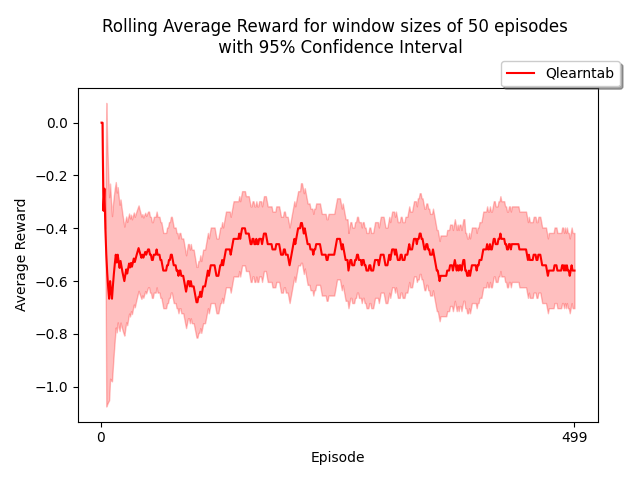 Rolling Average Reward for window sizes of 50 episodes
with 95% Confidence Interval
Qlearntab
Average Reward
0.0
−0.2
−0.4
−0.6
−0.8
−1.0
0
499
Episode